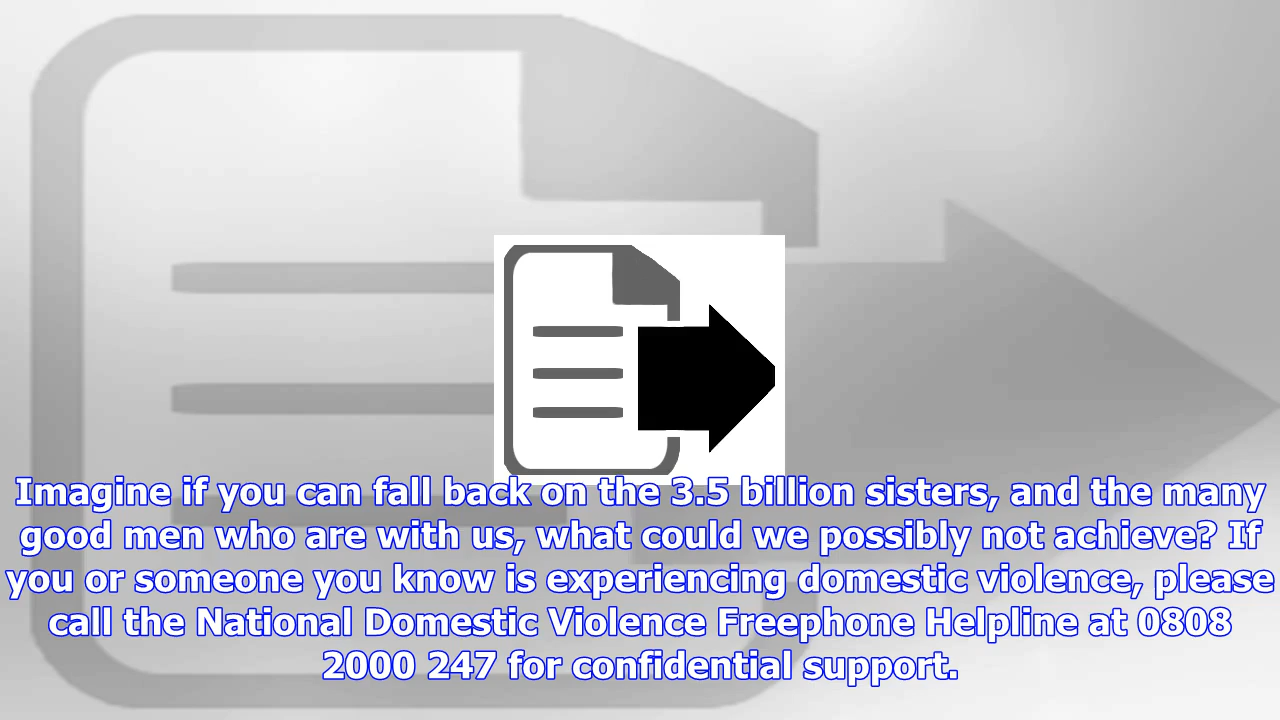 Imagine if you can fall back on the 3.5 billion sisters, and the many
good men who are with us, what could we possibly not achieve? If
you or someone you know is experiencing domestic violence, please
call the National Domestic Violence Freephone Helpline at 0808
2000 247 for confidential support.